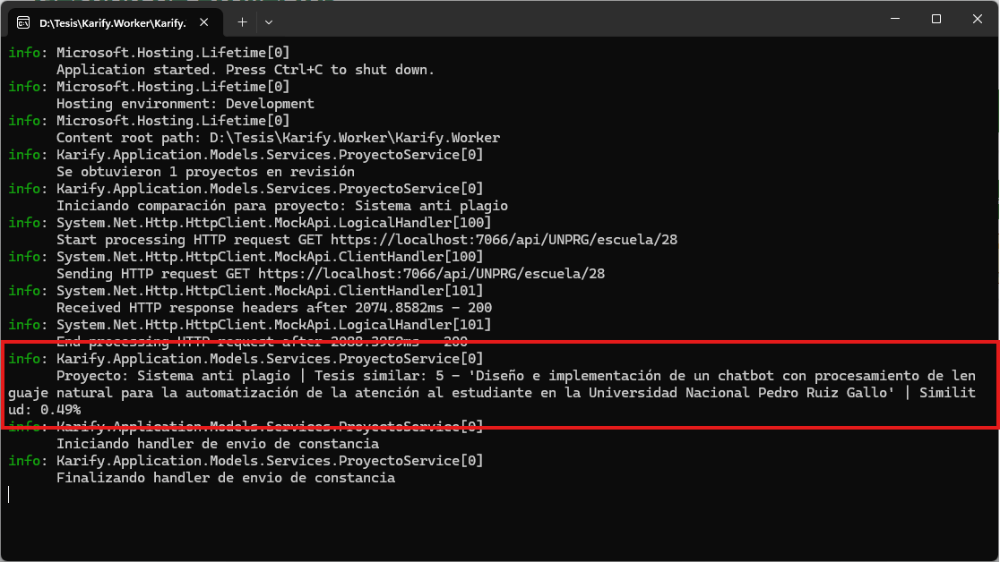 D:\Tesis\Karify.Worker\Karify.
info: Microsoft.Hosting.Lifetime[0]
Application started. Press Ctrl+C to shut down.
info: Microsoft.Hosting.Lifetime[0]
Hosting environment: Development
info: Microsoft.Hosting.Lifetime[0]
Content root path: D:\Tesis\Karify.Worker\Karify.Worker
info: Karify.Application.Models.Services.ProyectoService[0]
Se obtuvieron 1 proyectos en revisión
info: Karify.Application.Models.Services.ProyectoService[0]
Iniciando comparación para proyecto: Sistema anti plagio
info: System.Net.Http.HttpClient.MockApi.LogicalHandler[100]
Start processing HTTP request GET https://localhost:7066/api/UNPRG/escuela/28
info: System.Net.Http.HttpClient.MockApi.ClientHandler[100]
Sending HTTP request GET https://localhost:7066/api/UNPRG/escuela/28
info: System.Net.Http.HttpClient.MockApi.ClientHandler[101]
Received HTTP response headers after 2074.8582ms - 200
info: System.Net.Http.HttpClient.MockApi.LogicalHandler[101]
End processing HTTP request after 2088.3959ms - 200
info: Karify.Application.Models.Services.ProyectoService[0]
Proyecto: Sistema anti plagio | Tesis similar: 5 - 'Diseño e implementación de un chatbot con procesamiento de len
guaje natural para la automatización de la atención al estudiante en la Universidad Nacional Pedro Ruiz Gallo' | Similit
ud: 0.49%
info: Karify.Application.Models.Services.ProyectoService[0]
Iniciando handler de envio de constancia
info: Karify.Application.Models.Services.ProyectoService[0]
Finalizando handler de envio de constancia